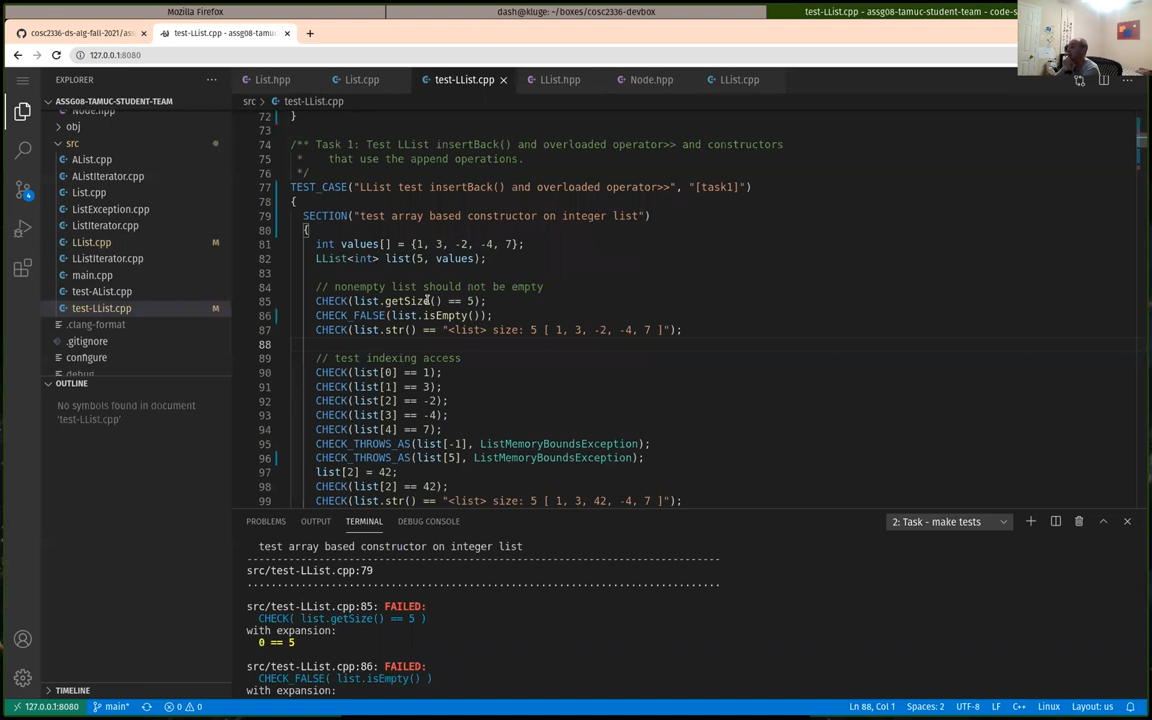 Mozilla Firefox
dash@kluge: ~/boxes/cosc2336-devbox
test-LList.cpp - assg08-tamuc-student-team - code-s
cosc2336-ds-alg-fall-2021/ass
test-LList.cpp - assg08-tamuc-
127.0.0.1:8080
EXPLORER
List.hpp
List.cpp
test-LList.cpp
LList.hpp
Node.hpp
LList.cpp
ASSG08-TAMUC-STUDENT-TEAM
src > test-LList.cpp
Node.hpp
obj
src
AList.cpp
AListIterator.cpp
List.cpp
ListException.cpp
ListIterator.cpp
4
LList.cpp M
LListIterator.cpp
main.cpp
test-AList.cpp
test-LList.cpp M
.clang-format
.gitignore
configure
debug
OUTLINE
No symbols found in document
'test-LList.cpp'
TIMELINE
72 }
73
74 /** Task 1: Test LList insertBack() and overloaded operator>> and constructors
75 * that use the append operations.
76 */
77 TEST_CASE("LList test insertBack() and overloaded operator>>", "[task1]")
78 {
79 SECTION("test array based constructor on integer list")
80 {
81 int values[] = {1, 3, -2, -4, 7};
82 LList<int> list(5, values);
83
84 // nonempty list should not be empty
85 CHECK(list.getSize() == 5);
86 CHECK_FALSE(list.isEmpty());
87 CHECK(list.str() == "<list> size: 5 [ 1, 3, -2, -4, 7 ]");
88
89 // test indexing access
90 CHECK(list[0] == 1);
91 CHECK(list[1] == 3);
92 CHECK(list[2] == -2);
93 CHECK(list[3] == -4);
94 CHECK(list[4] == 7);
95 CHECK_THROWS_AS(list[-1], ListMemoryBoundsException);
96 CHECK_THROWS_AS(list[5], ListMemoryBoundsException);
97 list[2] = 42;
98 CHECK(list[2] == 42);
99 CHECK(list.str() == "<list> size: 5 [ 1, 3, 42, -4, 7 ]");
PROBLEMS OUTPUT TERMINAL DEBUG CONSOLE
2: Task - make tests
test array based constructor on integer list
-------------------------------------------------------------------------------
src/test-LList.cpp:79
...............................................................................
src/test-LList.cpp:85: FAILED:
CHECK( list.getSize() == 5 )
with expansion:
0 == 5
src/test-LList.cpp:86: FAILED:
CHECK_FALSE( list.isEmpty() )
with expansion:
127.0.0.1:8080
main*
0 0
Ln 88, Col 1 Spaces: 2 UTF-8 LF C++ Linux Layout: us